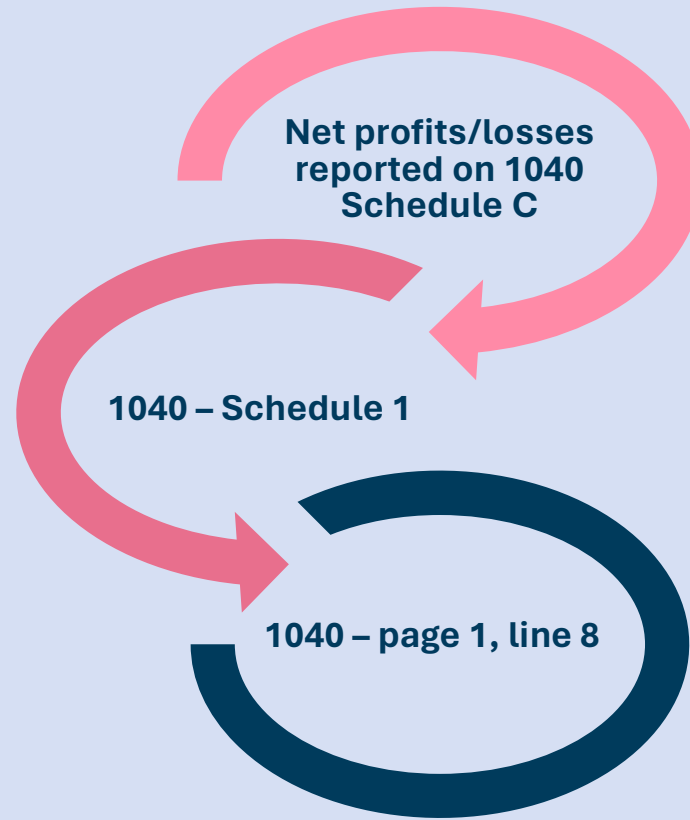 Net profits/losses
reported on 1040
Schedule C
1040 – Schedule 1
1040 – page 1, line 8